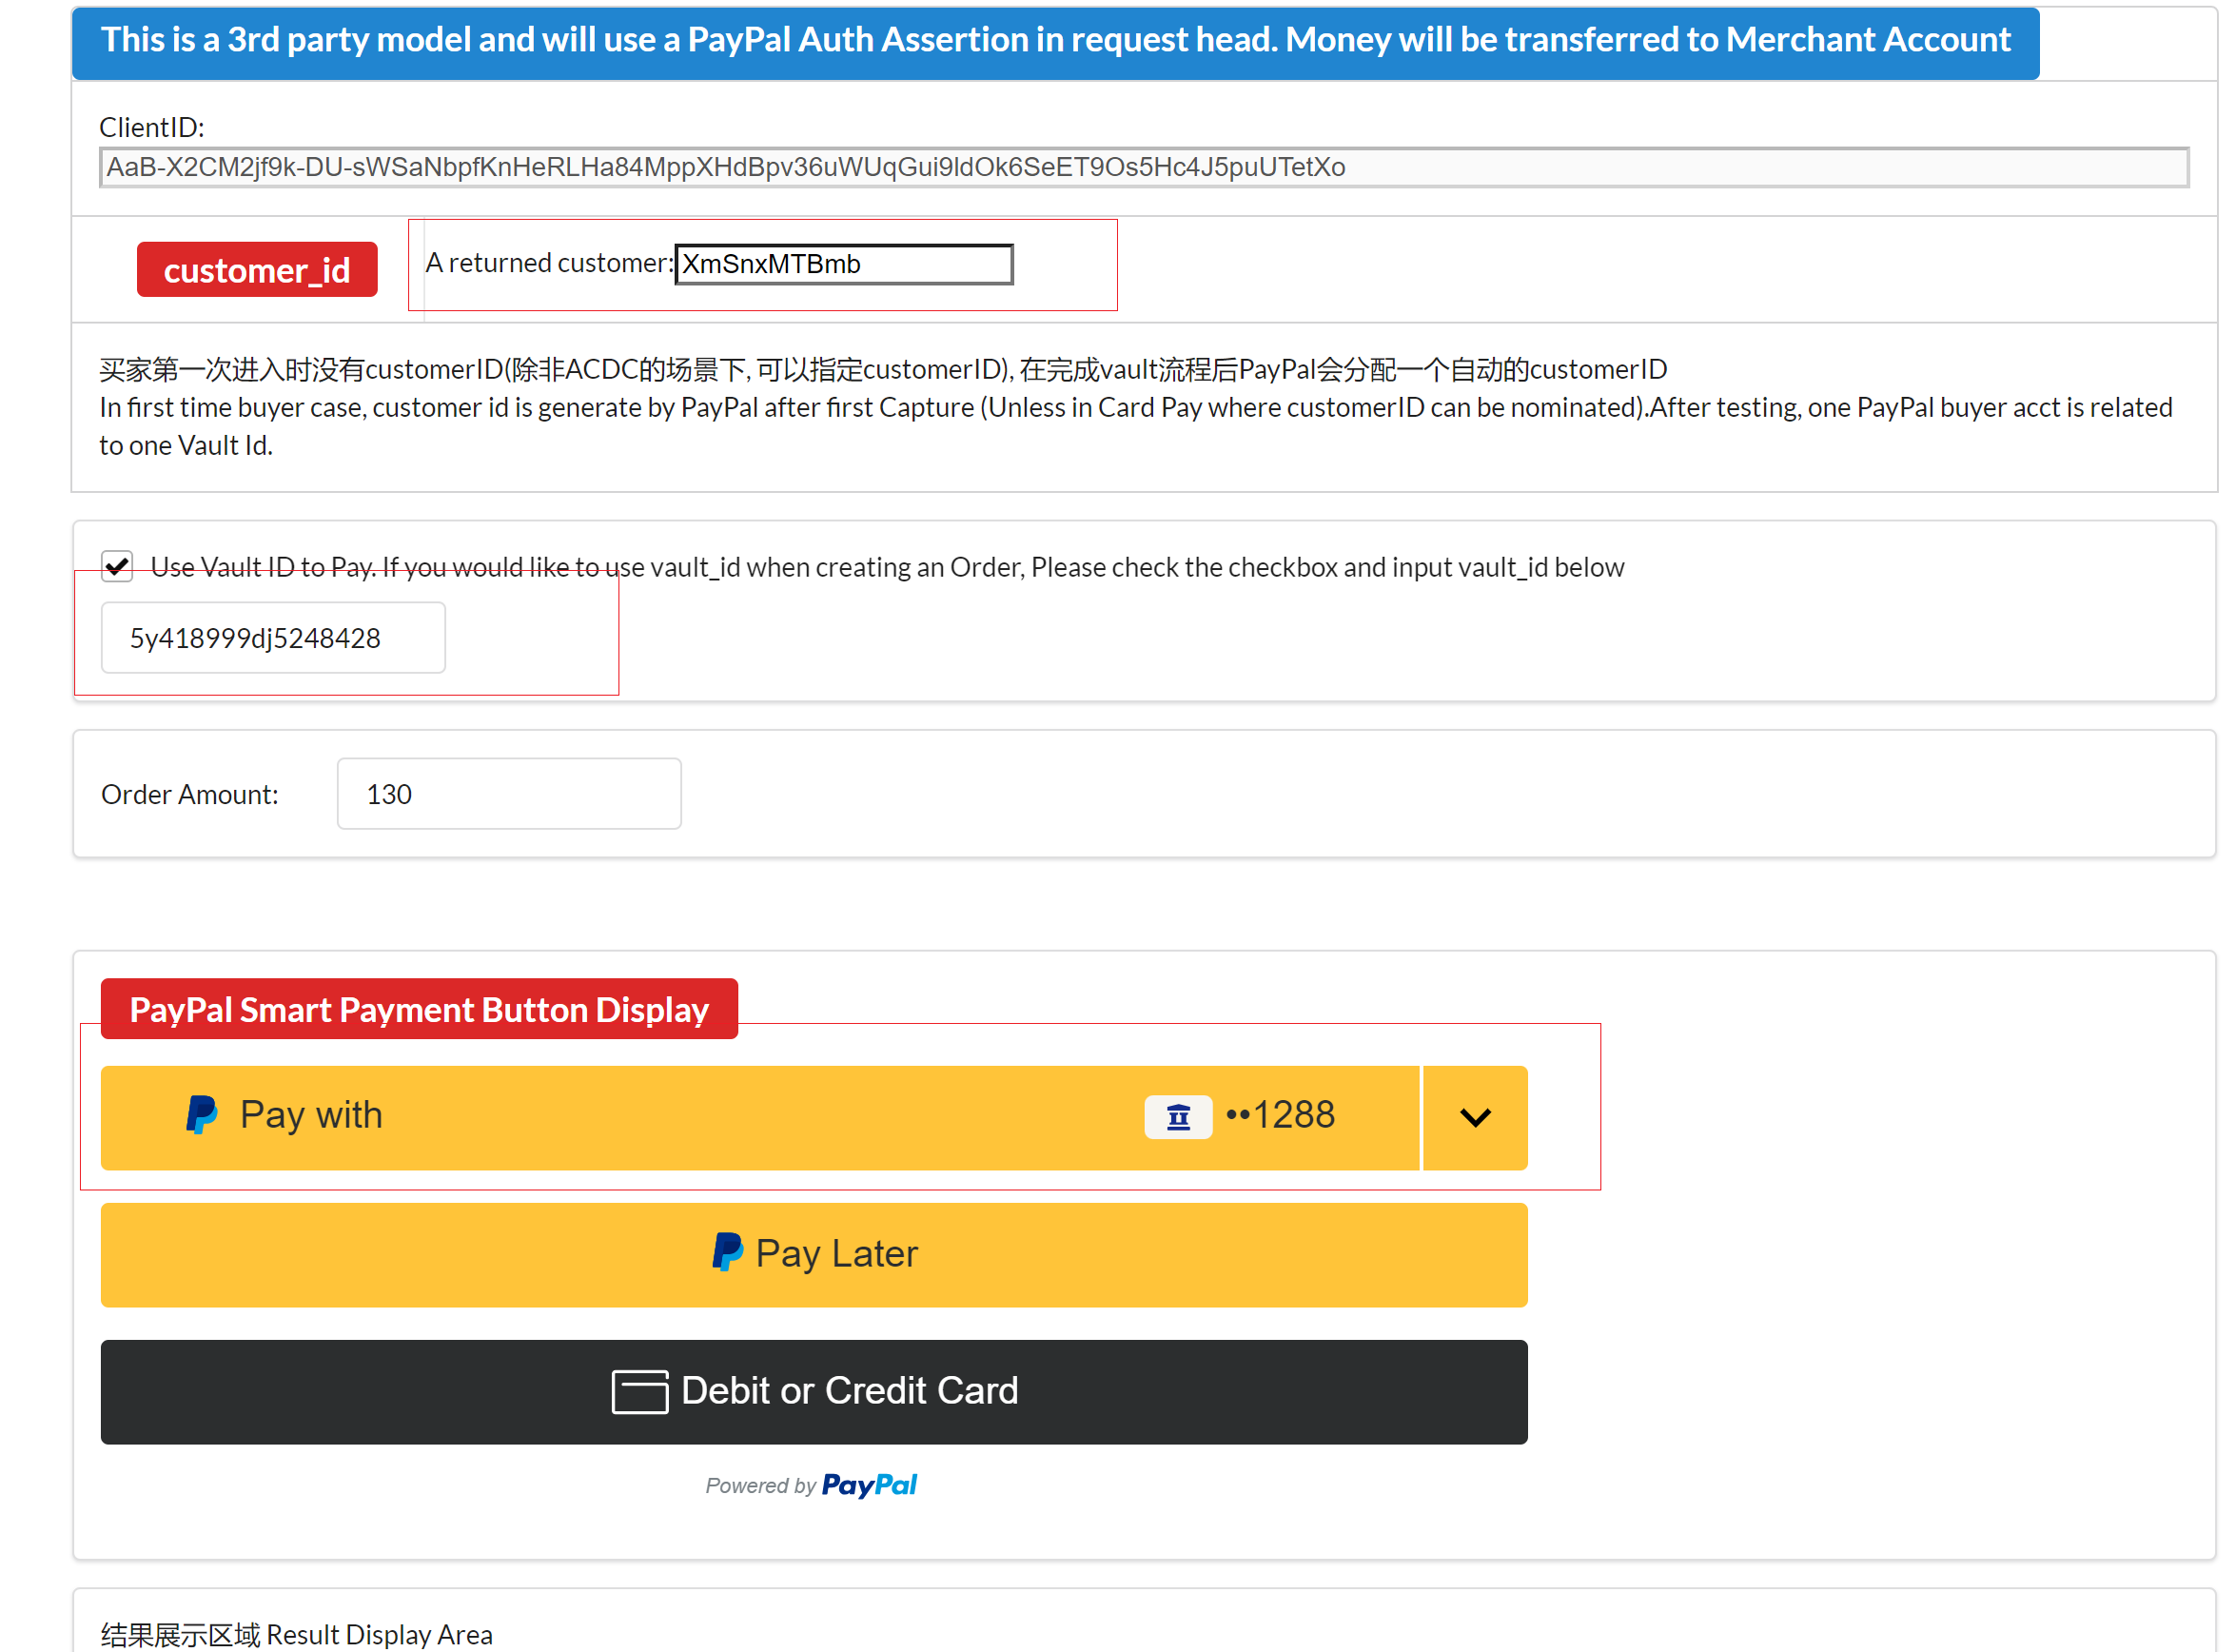 This is a 3rd party model and will use a PayPal Auth Assertion in request head. Money will be transferred to Merchant Account
ClientID:
AaB-X2CM2jf9k-DU-sWSaNbpfKnHeRLHa84MppXHdBpv36uWUqGui9ldOk6SeET9Os5Hc4J5puUTetXo
customer_id
A returned customer: XmSnxMTBmb
买家第一次进入时没有customerID(除非ACDC的场景下, 可以指定customerID), 在完成vault流程后PayPal会分配一个自动的customerID
In first time buyer case, customer id is generate by PayPal after first Capture (Unless in Card Pay where customerID can be nominated).After testing, one PayPal buyer acct is related
to one Vault Id.
Use Vault ID to Pay. If you would like to use vault_id when creating an Order, Please check the checkbox and input vault_id below
5y418999dj5248428
Order Amount: 130
PayPal Smart Payment Button Display
Pay with ••1288
Pay Later
Debit or Credit Card
Powered by PayPal
结果展示区域 Result Display Area